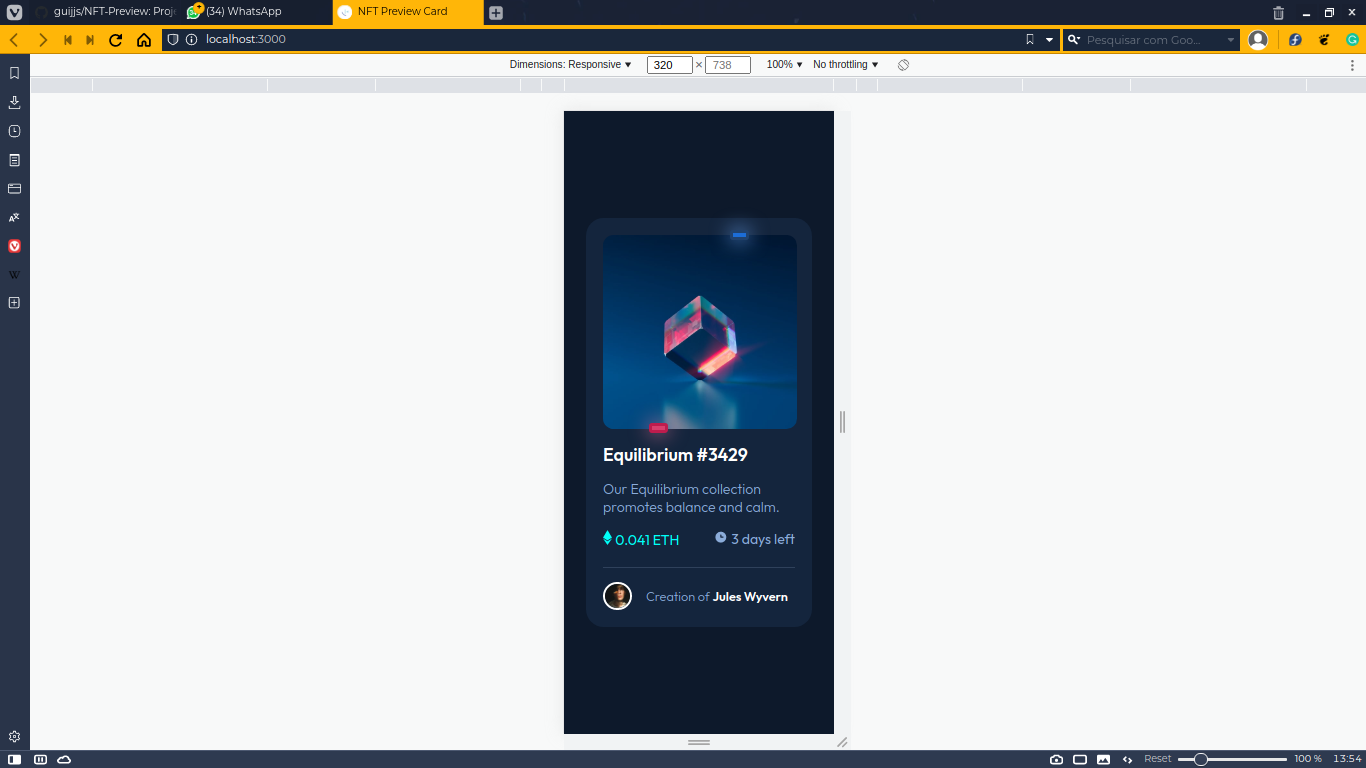 guijjs/NFT-Preview: Proj
(34) WhatsApp
NFT Preview Card
localhost:3000
Pesquisar com Goo...
Dimensions: Responsive
320
×
738
100%
No throttling
Equilibrium #3429
Our Equilibrium collection
promotes balance and calm.
0.041 ETH
3 days left
Creation of Jules Wyvern
W
Reset
100 %
13:54